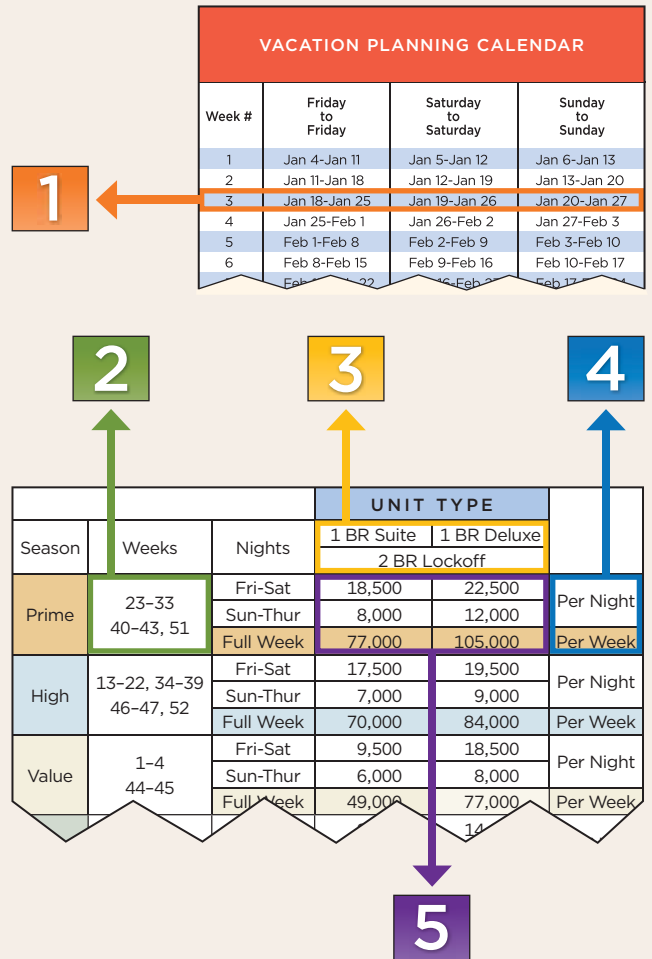 VACATION PLANNING CALENDAR
Week # Friday to Friday Saturday to Saturday Sunday to Sunday
1 Jan 4-Jan 11 Jan 5-Jan 12 Jan 6-Jan 13
2 Jan 11-Jan 18 Jan 12-Jan 19 Jan 13-Jan 20
1
3 Jan 18-Jan 25 Jan 19-Jan 26 Jan 20-Jan 27
4 Jan 25-Feb 1 Jan 26-Feb 2 Jan 27-Feb 3
5 Feb 1-Feb 8 Feb 2-Feb 9 Feb 3-Feb 10
6 Feb 8-Feb 15 Feb 9-Feb 16 Feb 10-Feb 17
2 3 4
UNIT TYPE
Season Weeks Nights 1 BR Suite 1 BR Deluxe
2 BR Lockoff
Prime 23–33 40–43, 51 Fri-Sat 18,500 22,500 Per Night
Sun-Thur 8,000 12,000
Full Week 77,000 105,000 Per Week
High 13–22, 34–39 46–47, 52 Fri-Sat 17,500 19,500 Per Night
Sun-Thur 7,000 9,000
Full Week 70,000 84,000 Per Week
Value 1–4 44–45 Fri-Sat 9,500 18,500 Per Night
Sun-Thur 6,000 8,000
Full Week 49,000 77,000 Per Week
5